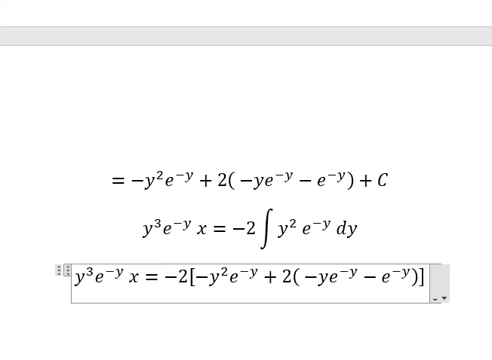 = −y²e⁻ʸ + 2( −ye⁻ʸ − e⁻ʸ) + C
y³e⁻ʸ x = −2 ∫ y² e⁻ʸ dy
y³e⁻ʸ x = −2[−y²e⁻ʸ + 2( −ye⁻ʸ − e⁻ʸ)]